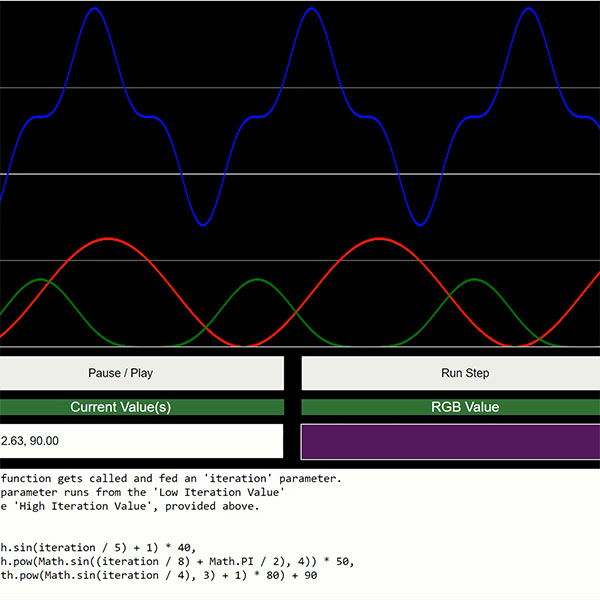 Pause / Play
Run Step
Current Value(s)
RGB Value
2.63, 90.00
function gets called and fed an 'iteration' parameter.
parameter runs from the 'Low Iteration Value'
e 'High Iteration Value', provided above.
h.sin(iteration / 5) + 1) * 40,
h.pow(Math.sin((iteration / 8) + Math.PI / 2), 4)) * 50,
th.pow(Math.sin(iteration / 4), 3) + 1) * 80) + 90